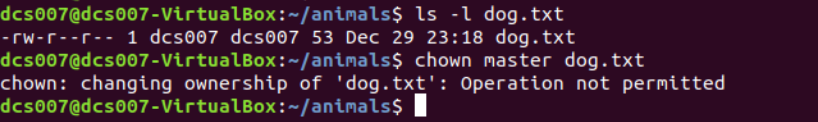 dcs007@dcs007-VirtualBox:~/animals$ ls -l dog.txt
-rw-r--r-- 1 dcs007 dcs007 53 Dec 29 23:18 dog.txt
dcs007@dcs007-VirtualBox:~/animals$ chown master dog.txt
chown: changing ownership of 'dog.txt': Operation not permitted
dcs007@dcs007-VirtualBox:~/animals$